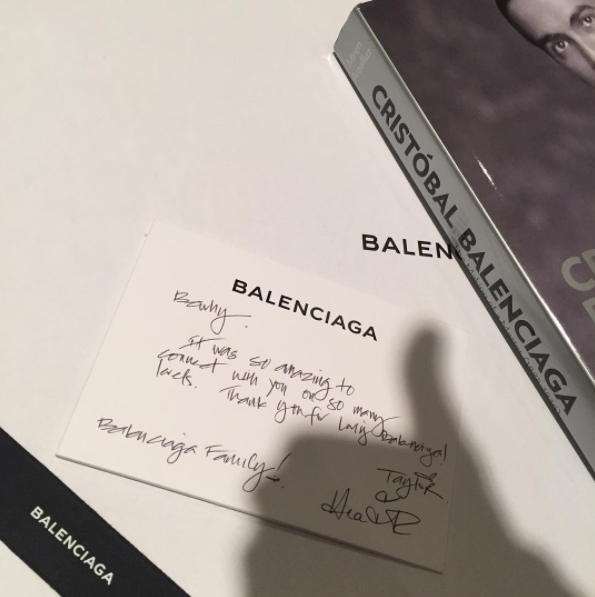 CRISTÓBAL BALENCIAGA
BALEN
BALENCIAGA
It was so amazing to
connect with you on so many
levels. Thank you for
Balenciaga!
Balenciaga Family!
Taylor
BALENCIAGA